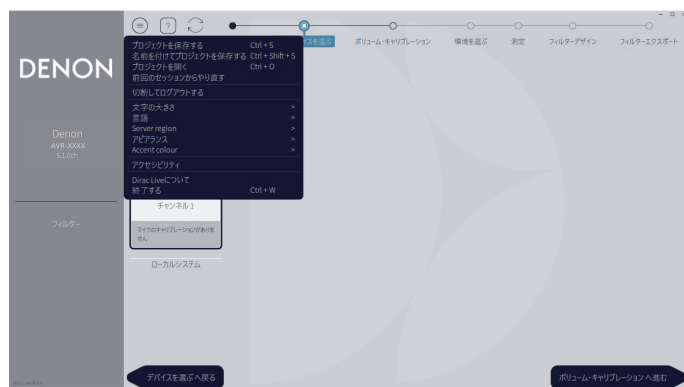 ?
イスを選ぶ
ボリューム・キャリブレーション
環境を選ぶ
測定
フィルターデザイン
フィルターエクスポート
DENON
Denon
AVR-XXXX
5.1.0ch
フィルター
プロジェクトを保存する Ctrl + S
名前を付けてプロジェクトを保存する Ctrl + Shift + S
プロジェクトを開く Ctrl + O
前回のセッションからやり直す
切断してログアウトする
文字の大きさ >
言語 >
Server region >
アピアランス >
Accent colour >
アクセシビリティ
Dirac Liveについて
終了する Ctrl + W
チャンネル 1
マイクのキャリブレーションがありま
せん
ローカルシステム
デバイスを選ぶへ戻る
ボリューム・キャリブレーション へ進む